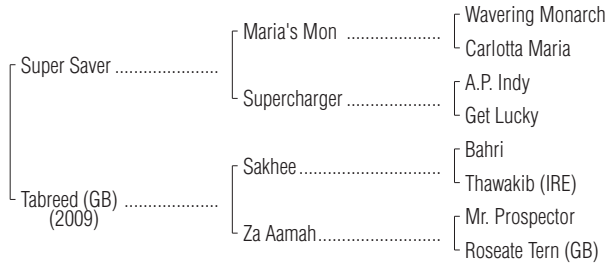 Wavering Monarch
Maria's Mon ....................
Carlotta Maria
Super Saver ......................
A.P. Indy
Supercharger ....................
Get Lucky
Bahri
Sakhee .........................
Thawakib (IRE)
Tabreed (GB) ....................
(2009)
Mr. Prospector
Za Aamah .......................
Roseate Tern (GB)